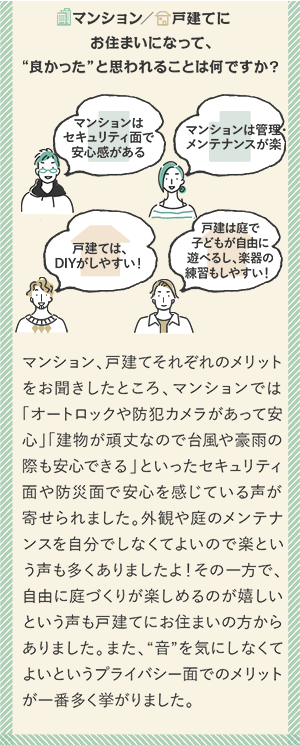 マンション／戸建てに
お住まいになって、
“良かった”と思われることは何ですか？
マンションは
セキュリティ面で
安心感がある
マンションは管理・
メンテナンスが楽
戸建ては、
DIYがしやすい！
戸建は庭で
子どもが自由に
遊べるし、楽器の
練習もしやすい！
マンション、戸建てそれぞれのメリット
をお聞きしたところ、マンションでは
「オートロックや防犯カメラがあって安
心」「建物が頑丈なので台風や豪雨の
際も安心できる」といったセキュリティ
面や防災面で安心を感じている声が
寄せられました。外観や庭のメンテナ
ンスを自分でしなくてよいので楽とい
う声も多くありましたよ！その一方で、
自由に庭づくりが楽しめるのが嬉しい
という声も戸建てにお住まいの方から
ありました。また、“音”を気にしなくて
よいというプライバシー面でのメリット
が一番多く挙がりました。